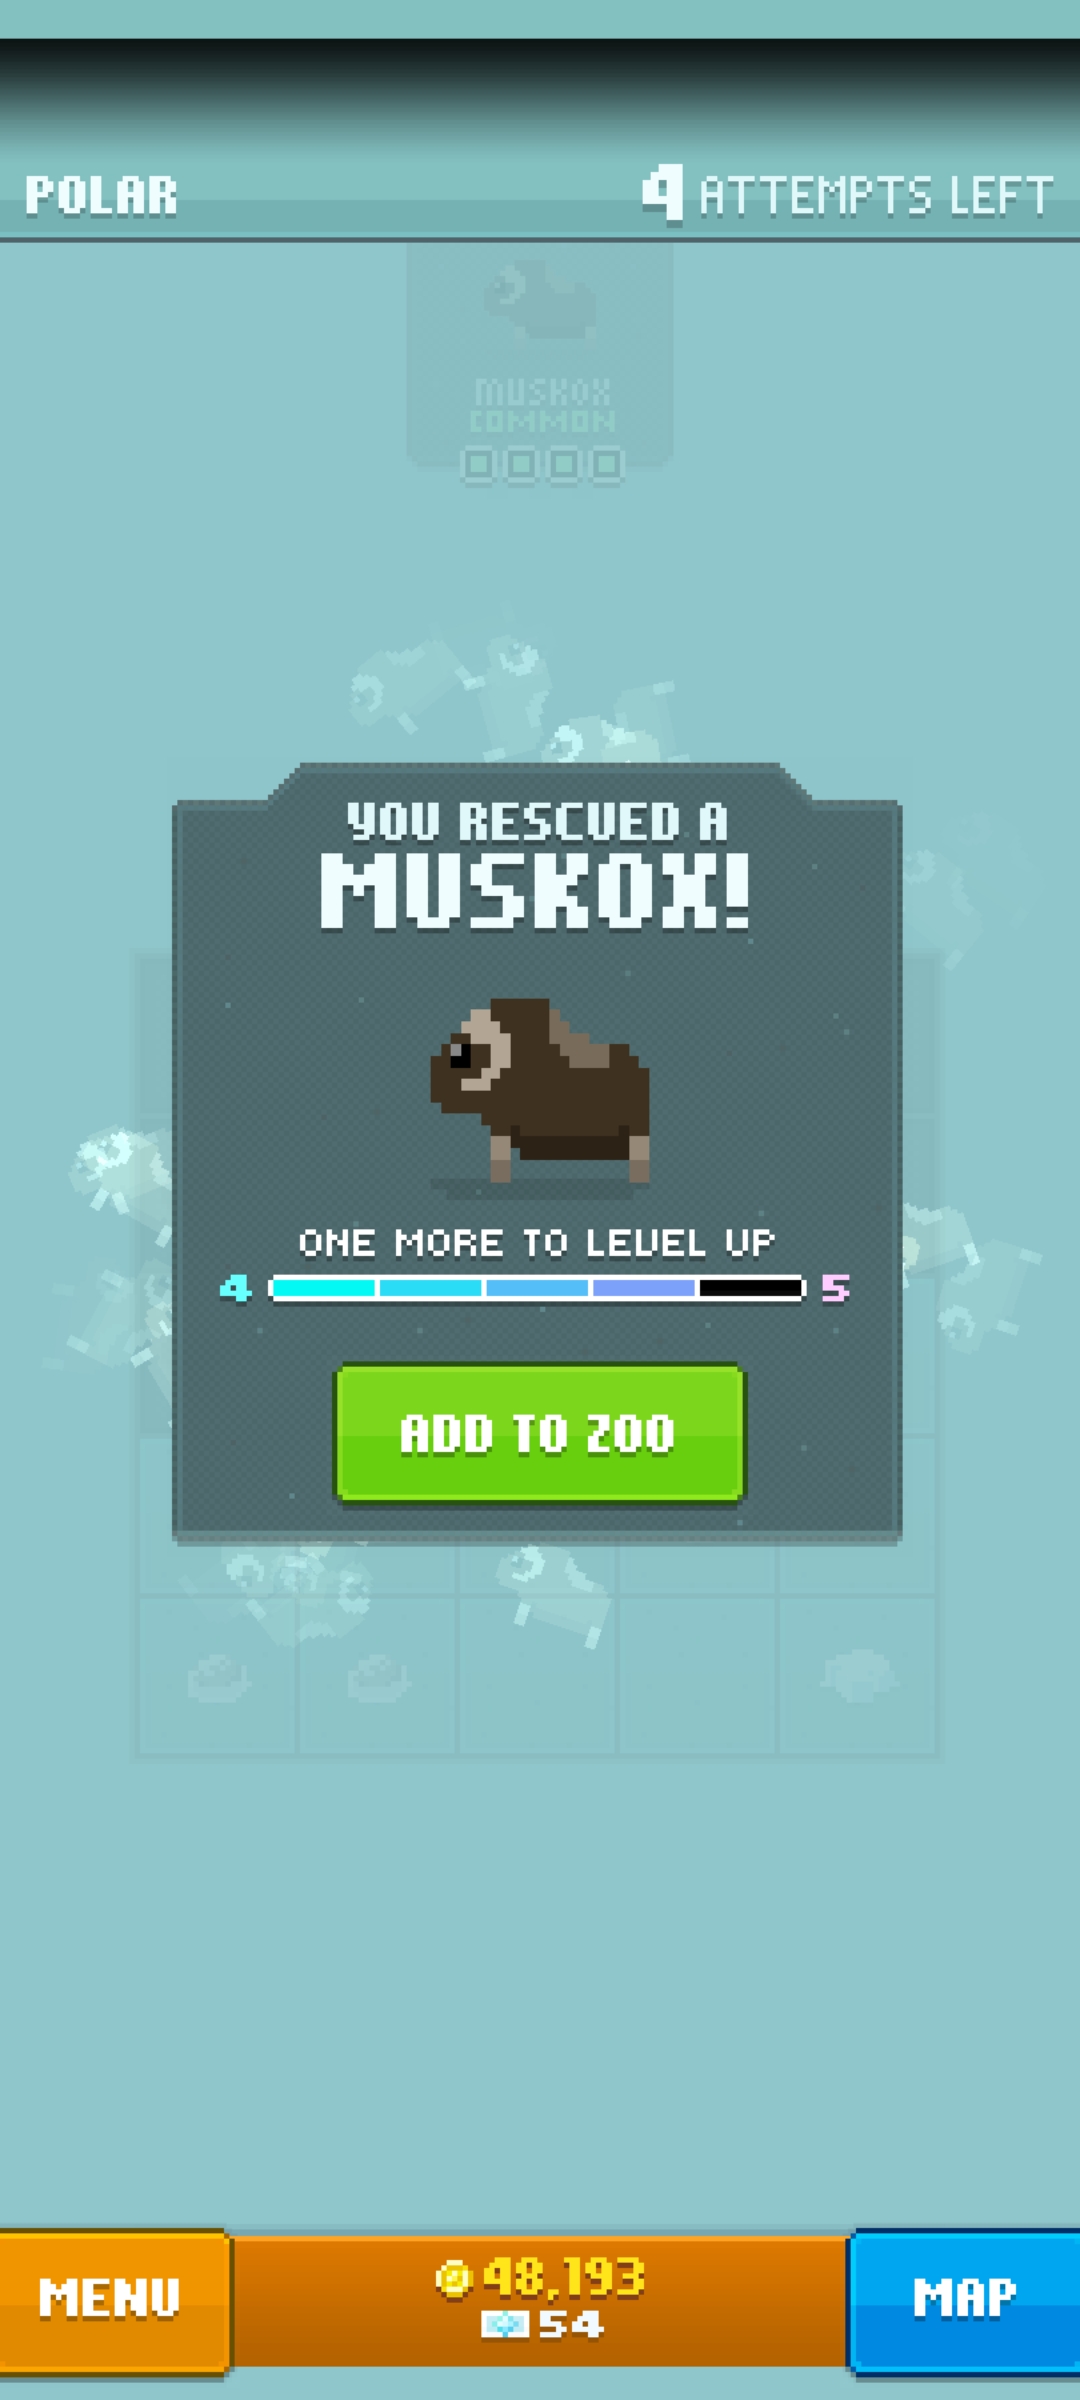 POLAR
4 ATTEMPTS LEFT
MUSKOX
COMMON
YOU RESCUED A
MUSKOX!
ONE MORE TO LEVEL UP
4 5
ADD TO ZOO
MENU
48,193
54
MAP